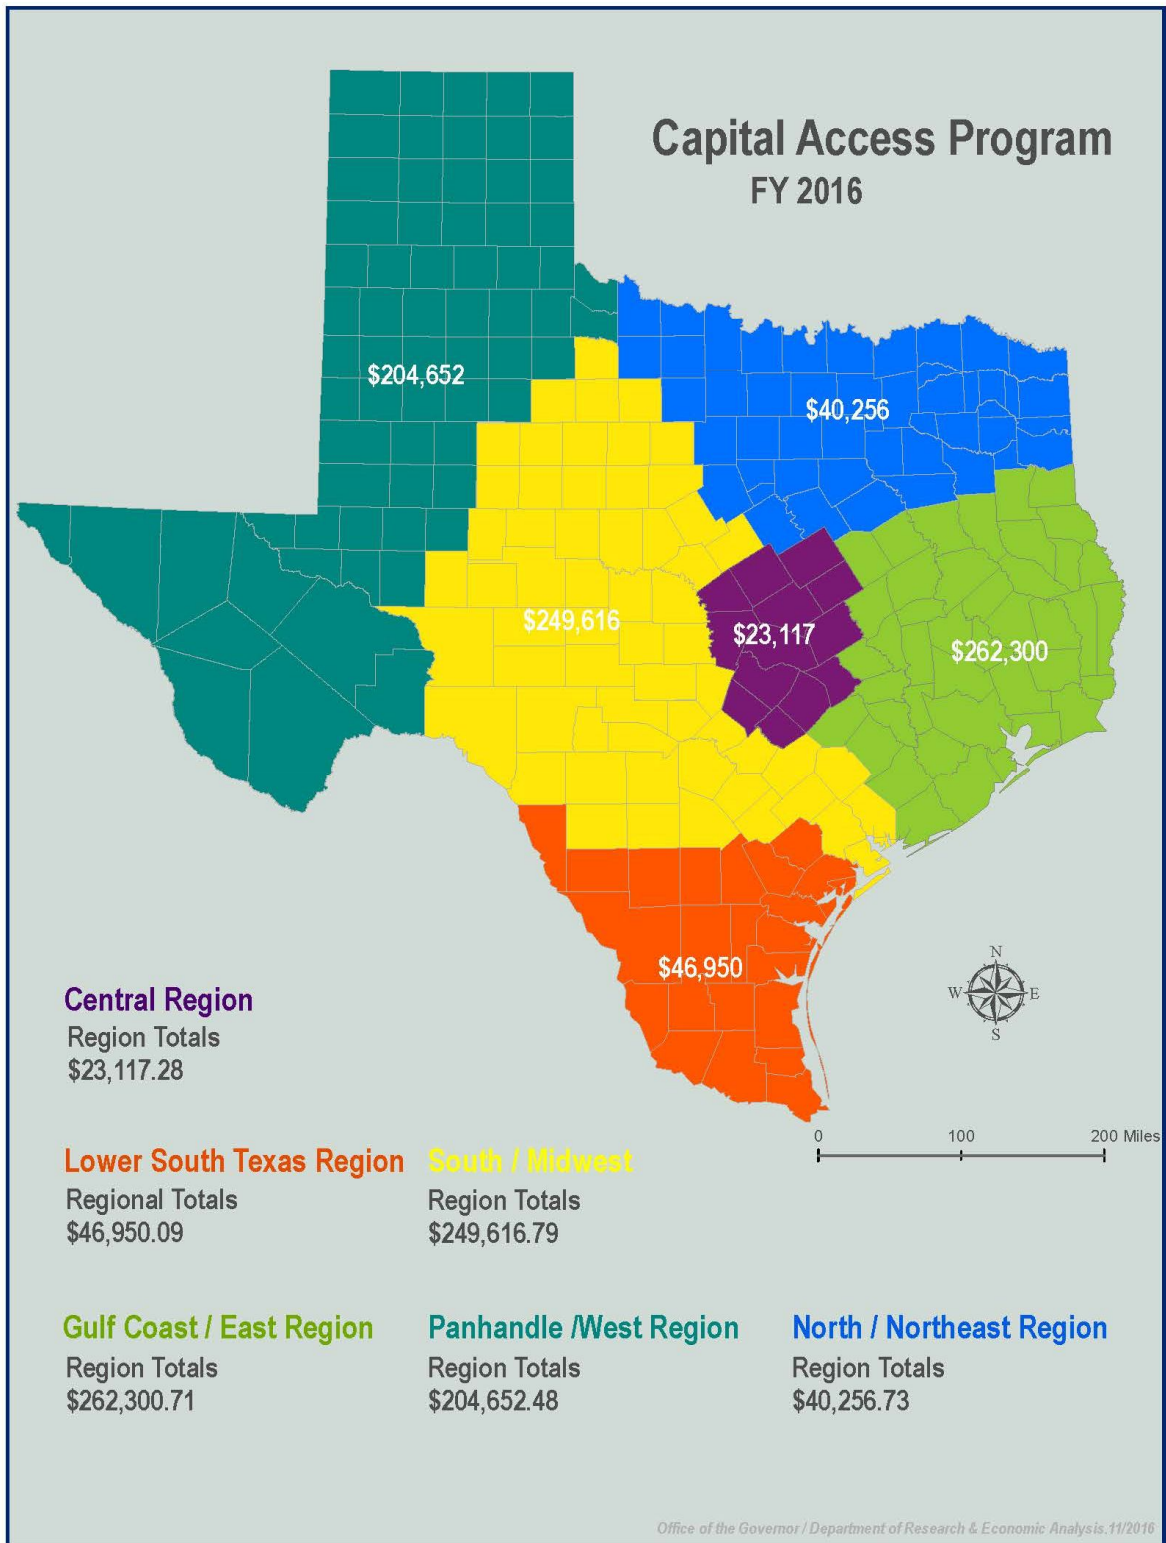 Capital Access Program
FY 2016
$204,652
$40,256
$249,616
$23,117
$262,300
$46,950
N
W E
S
0 100 200 Miles
Central Region
Region Totals
$23,117.28
Lower South Texas Region
Regional Totals
$46,950.09
South / Midwest
Region Totals
$249,616.79
Gulf Coast / East Region
Region Totals
$262,300.71
Panhandle /West Region
Region Totals
$204,652.48
North / Northeast Region
Region Totals
$40,256.73
Office of the Governor / Department of Research & Economic Analysis.11/2016